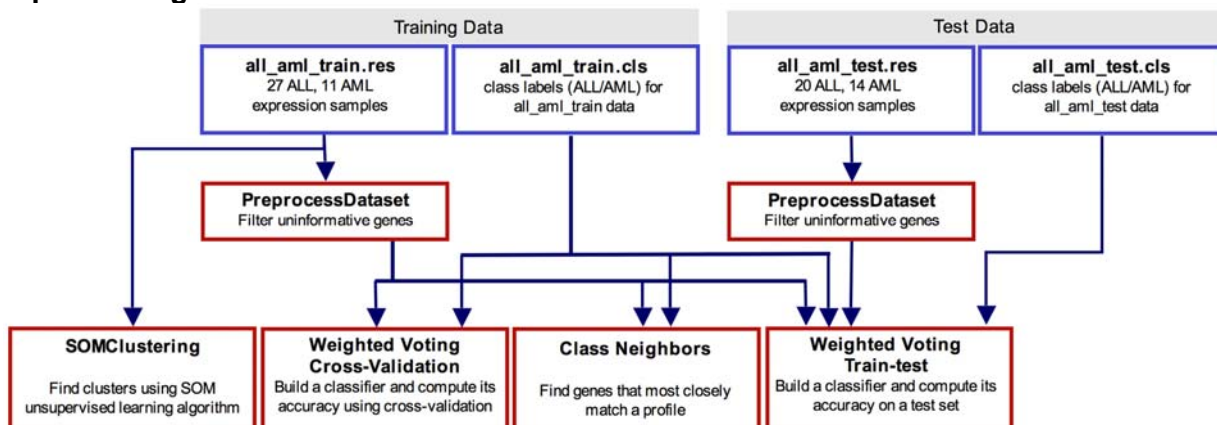 Training Data
Test Data
all_aml_train.res
27 ALL, 11 AML
expression samples
all_aml_train.cls
class labels (ALL/AML) for
all_aml_train data
all_aml_test.res
20 ALL, 14 AML
expression samples
all_aml_test.cls
class labels (ALL/AML) for
all_aml_test data
PreprocessDataset
Filter uninformative genes
PreprocessDataset
Filter uninformative genes
SOMClustering
Find clusters using SOM
unsupervised learning algorithm
Weighted Voting
Cross-Validation
Build a classifier and compute its
accuracy using cross-validation
Class Neighbors
Find genes that most closely
match a profile
Weighted Voting
Train-test
Build a classifier and compute its
accuracy on a test set